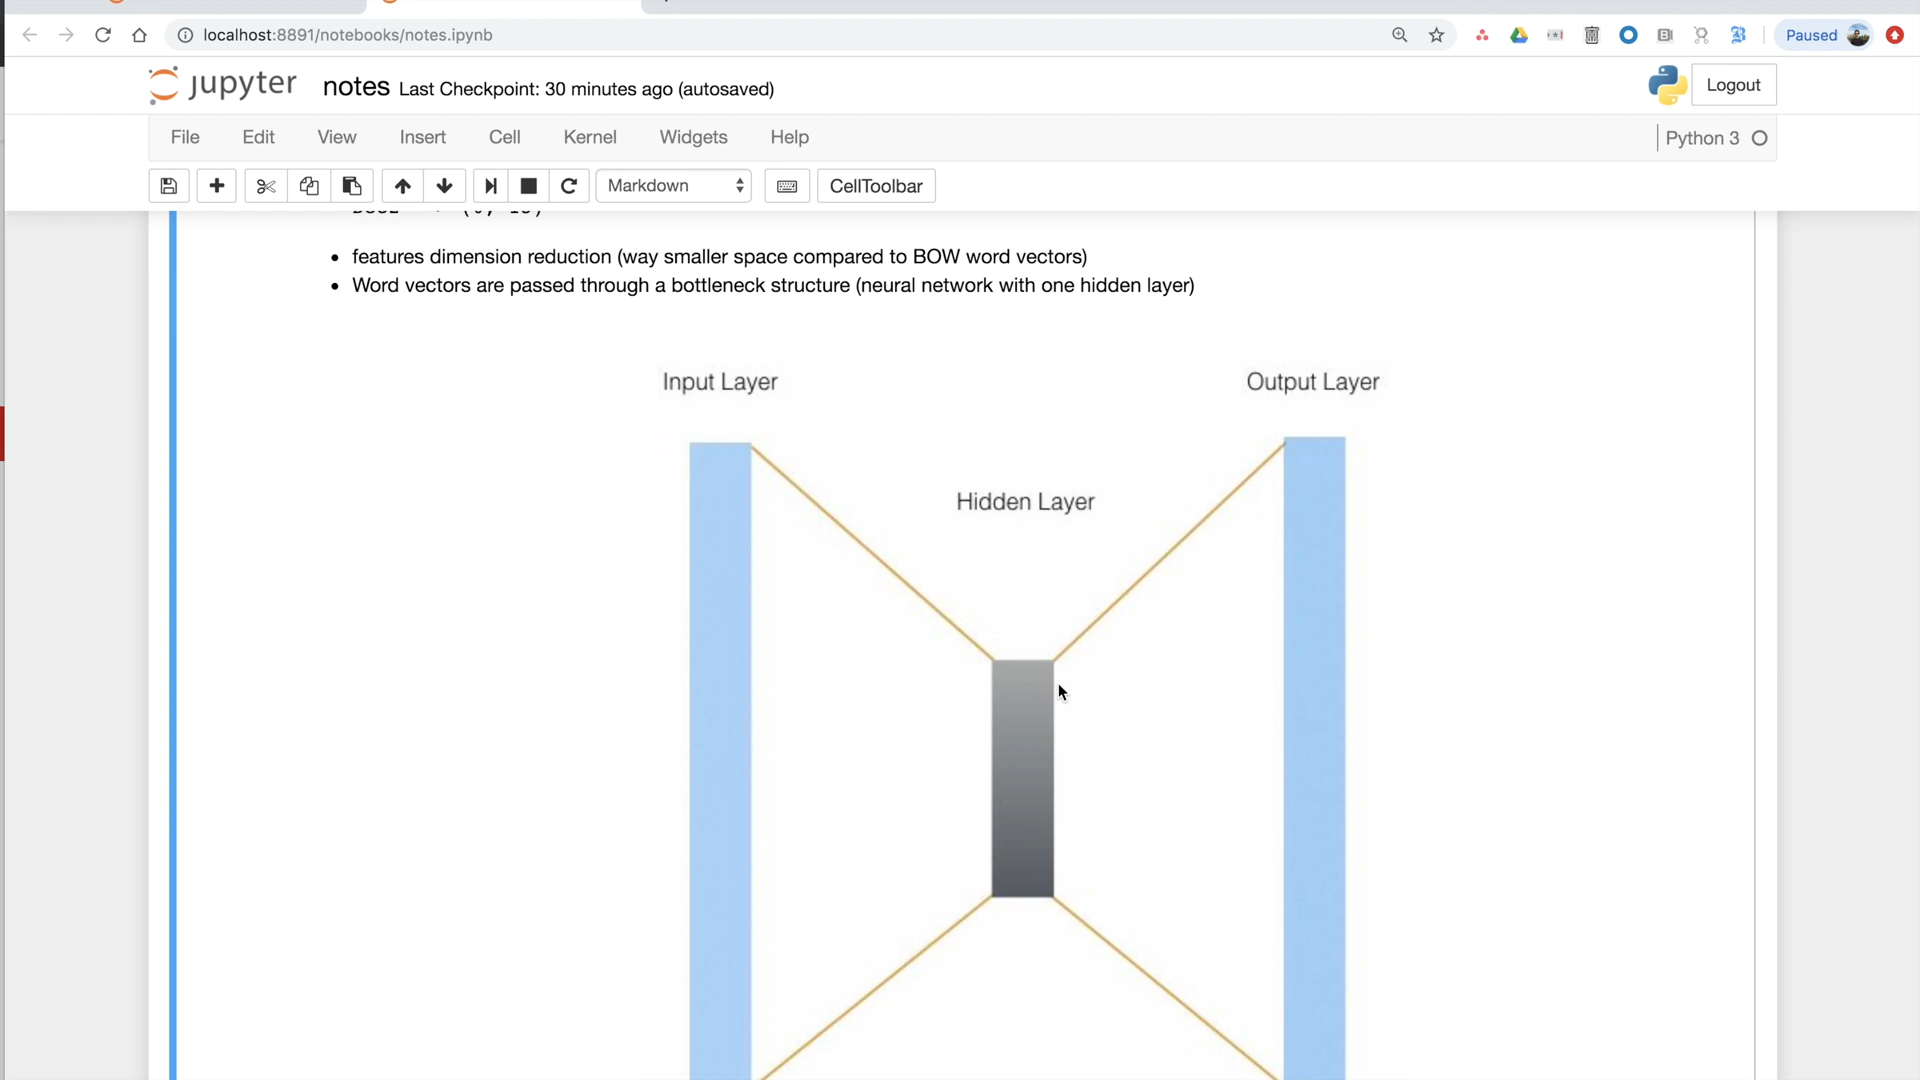 localhost:8891/notebooks/notes.ipynb
Paused
jupyter notes Last Checkpoint: 30 minutes ago (autosaved)
Logout
File Edit View Insert Cell Kernel Widgets Help
Python 3
Markdown
CellToolbar
• features dimension reduction (way smaller space compared to BOW word vectors)
• Word vectors are passed through a bottleneck structure (neural network with one hidden layer)
Input Layer
Output Layer
Hidden Layer